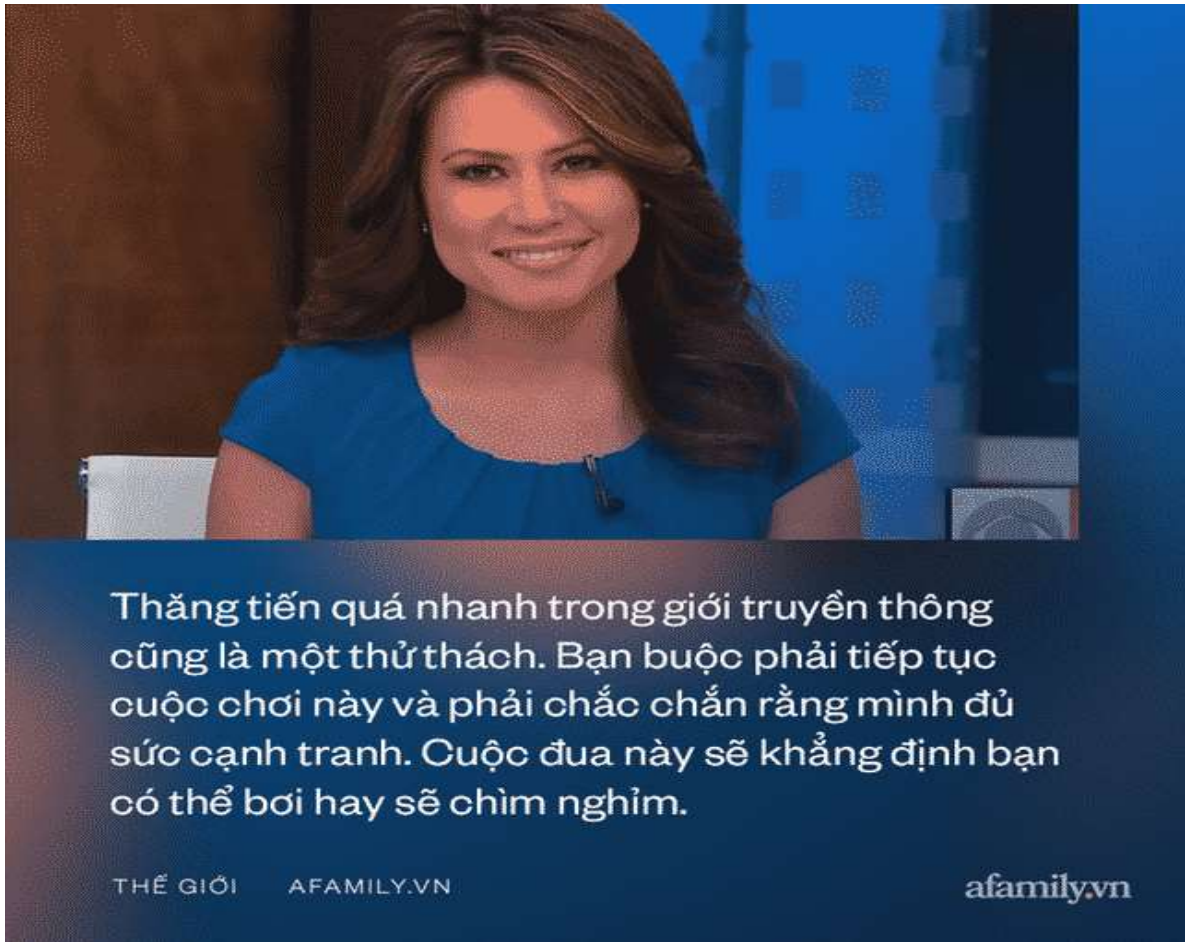 Thăng tiến quá nhanh trong giới truyền thông
cũng là một thử thách. Bạn buộc phải tiếp tục
cuộc chơi này và phải chắc chắn rằng mình đủ
sức cạnh tranh. Cuộc đua này sẽ khẳng định bạn
có thể bơi hay sẽ chìm nghỉm.
THẾ GIỚI AFAMILY.VN
afamily.vn